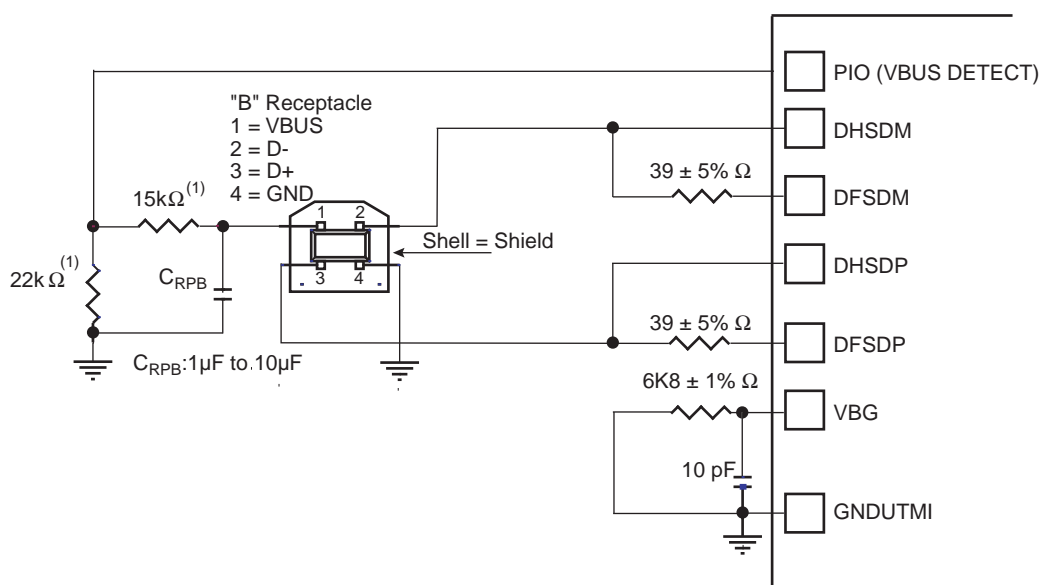 PIO (VBUS DETECT)
"B" Receptacle
1 = VBUS
2 = D-
3 = D+
4 = GND
DHSDM
39 ± 5% Ω
DFSDM
15kΩ(1)
1 2
Shell = Shield
DHSDP
22k Ω(1)
CRPB
3 4
39 ± 5% Ω
DFSDP
CRPB:1µF to 10µF
6K8 ± 1% Ω
VBG
10 pF
GNDUTMI